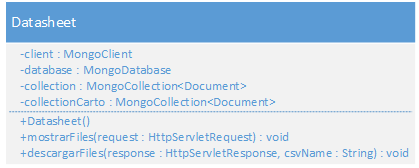 Datasheet
-client : MongoClient
-database : MongoDatabase
-collection : MongoCollection<Document>
-collectionCarto : MongoCollection<Document>
+Datasheet()
+mostrarFiles(request : HttpServletRequest) : void
+descargarFiles(response : HttpServletResponse, csvName : String) : void